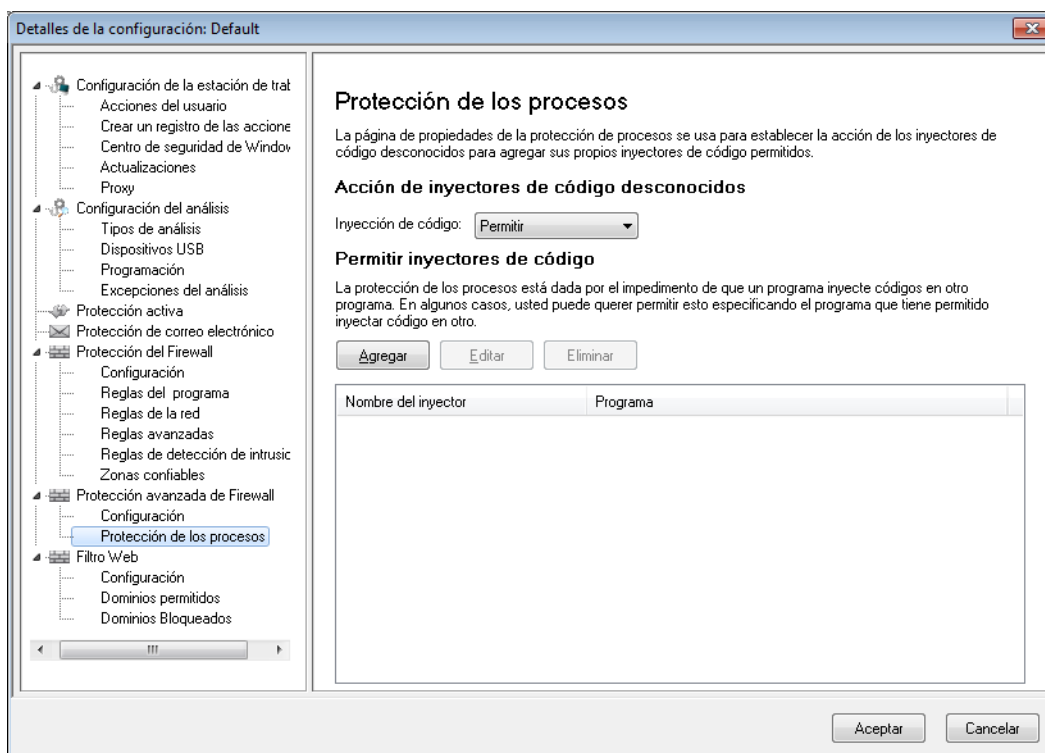 Detalles de la configuración: Default
Configuración de la estación de trat
Acciones del usuario
Crear un registro de las accione
Centro de seguridad de Window
Actualizaciones
Proxy
Configuración del análisis
Tipos de análisis
Dispositivos USB
Programación
Excepciones del análisis
Protección activa
Protección de correo electrónico
Protección del Firewall
Configuración
Reglas del programa
Reglas de la red
Reglas avanzadas
Reglas de detección de intrusic
Zonas confiables
Protección avanzada de Firewall
Configuración
Protección de los procesos
Filtro Web
Configuración
Dominios permitidos
Dominios Bloqueados
Protección de los procesos
La página de propiedades de la protección de procesos se usa para establecer la acción de los inyectores de
código desconocidos para agregar sus propios inyectores de código permitidos.
Acción de inyectores de código desconocidos
Inyección de código: Permitir
Permitir inyectores de código
La protección de los procesos está dada por el impedimento de que un programa inyecte códigos en otro
programa. En algunos casos, usted puede querer permitir esto especificando el programa que tiene permitido
inyectar código en otro.
Agregar Editar Eliminar
Nombre del inyector Programa
Aceptar Cancelar